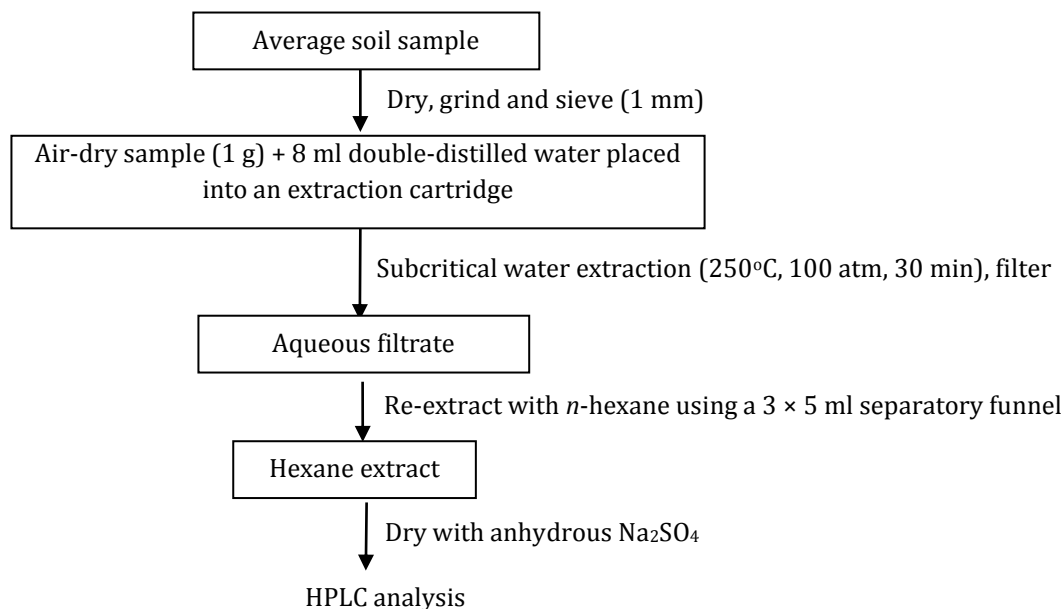 Average soil sample
Dry, grind and sieve (1 mm)
Air-dry sample (1 g) + 8 ml double-distilled water placed
into an extraction cartridge
Subcritical water extraction (250°C, 100 atm, 30 min), filter
Aqueous filtrate
Re-extract with n-hexane using a 3 × 5 ml separatory funnel
Hexane extract
Dry with anhydrous Na₂SO₄
HPLC analysis